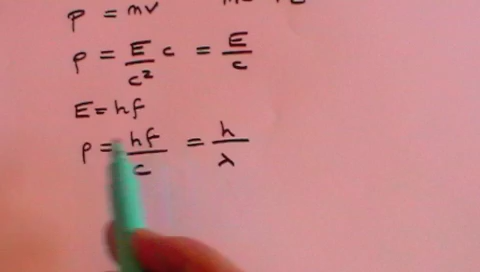 p = mv
p = E/c² c = E/c
E = hf
p = hf/c = h/λ